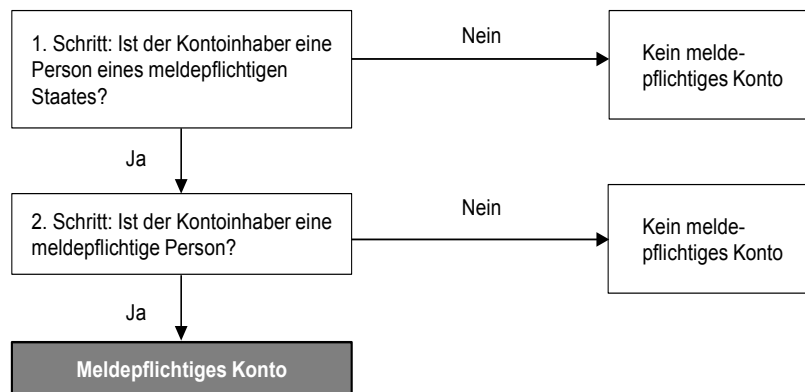 1. Schritt: Ist der Kontoinhaber eine
Person eines meldepflichtigen
Staates?
Nein
Kein melde-
pflichtiges Konto
Ja
2. Schritt: Ist der Kontoinhaber eine
meldepflichtige Person?
Nein
Kein melde-
pflichtiges Konto
Ja
Meldepflichtiges Konto